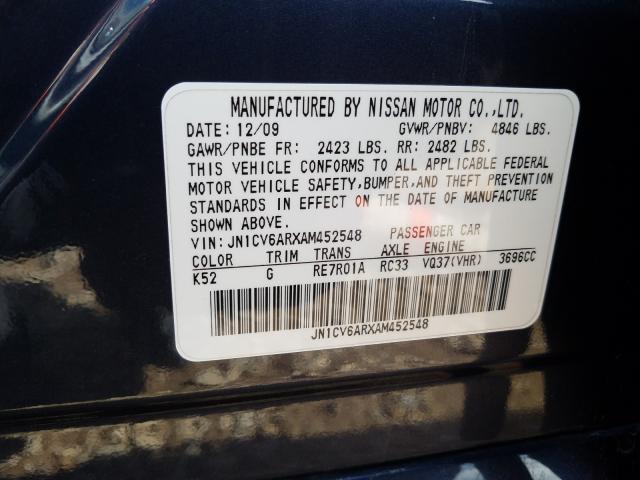 MANUFACTURED BY NISSAN MOTOR CO.,LTD.
DATE: 12/09 GVWR/PNBV: 4846 LBS.
GAWR/PNBE FR: 2423 LBS. RR: 2482 LBS.
THIS VEHICLE CONFORMS TO ALL APPLICABLE FEDERAL
MOTOR VEHICLE SAFETY,BUMPER,AND THEFT PREVENTION
STANDARDS IN EFFECT ON THE DATE OF MANUFACTURE
SHOWN ABOVE.
VIN: JN1CV6ARXAM452548 PASSENGER CAR
COLOR TRIM TRANS AXLE ENGINE
K52 G RE7R01A RC33 VQ37(VHR) 3696CC
JN1CV6ARXAM452548